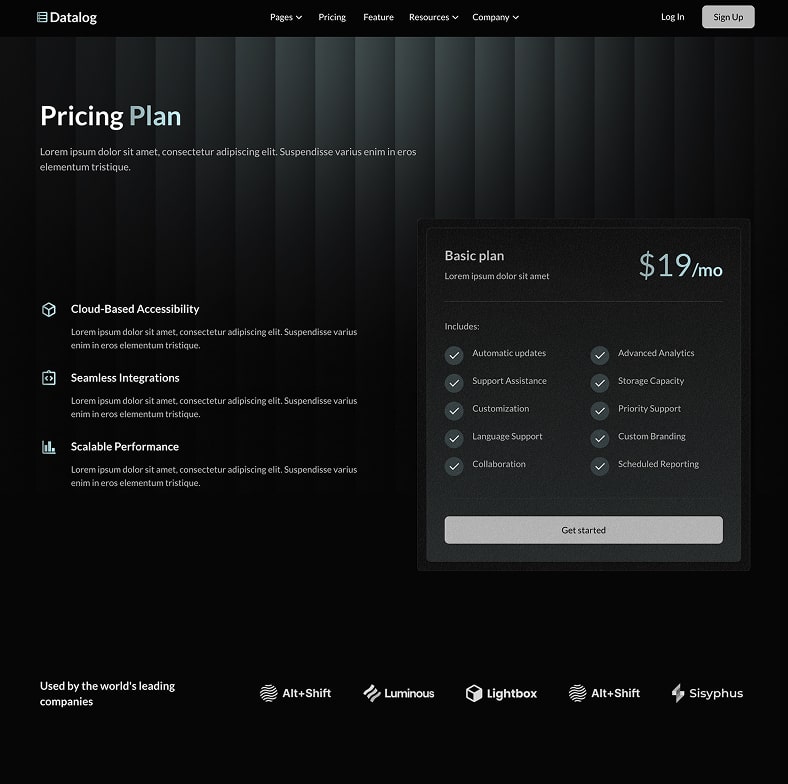 Datalog
Pages
Pricing
Feature
Resources
Company
Log In
Sign Up
Pricing Plan
Lorem ipsum dolor sit amet, consectetur adipiscing elit. Suspendisse varius enim in eros
elementum tristique.
Cloud-Based Accessibility
Lorem ipsum dolor sit amet, consectetur adipiscing elit. Suspendisse varius
enim in eros elementum tristique.
Seamless Integrations
Lorem ipsum dolor sit amet, consectetur adipiscing elit. Suspendisse varius
enim in eros elementum tristique.
Scalable Performance
Lorem ipsum dolor sit amet, consectetur adipiscing elit. Suspendisse varius
enim in eros elementum tristique.
Basic plan
Lorem ipsum dolor sit amet
$19/mo
Includes:
Automatic updates
Advanced Analytics
Support Assistance
Storage Capacity
Customization
Priority Support
Language Support
Custom Branding
Collaboration
Scheduled Reporting
Get started
Used by the world's leading
companies
Alt+Shift
Luminous
Lightbox
Alt+Shift
Sisyphus